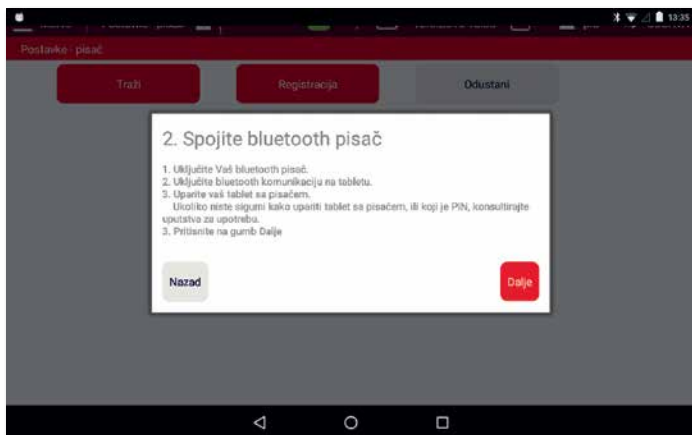 13:35
Postavke - pisač
Traži
Registracija
Odustani
2. Spojite bluetooth pisač
1. Uključite Vaš bluetooth pisač.
2. Uključite bluetooth komunikaciju na tabletu.
3. Uparite vaš tablet sa pisačem.
Ukoliko niste sigurni kako upariti tablet sa pisačem, ili koji je PIN, konsultirajte
uputstva za upotrebu.
3. Pritisnite na gumb Dalje
Nazad
Dalje